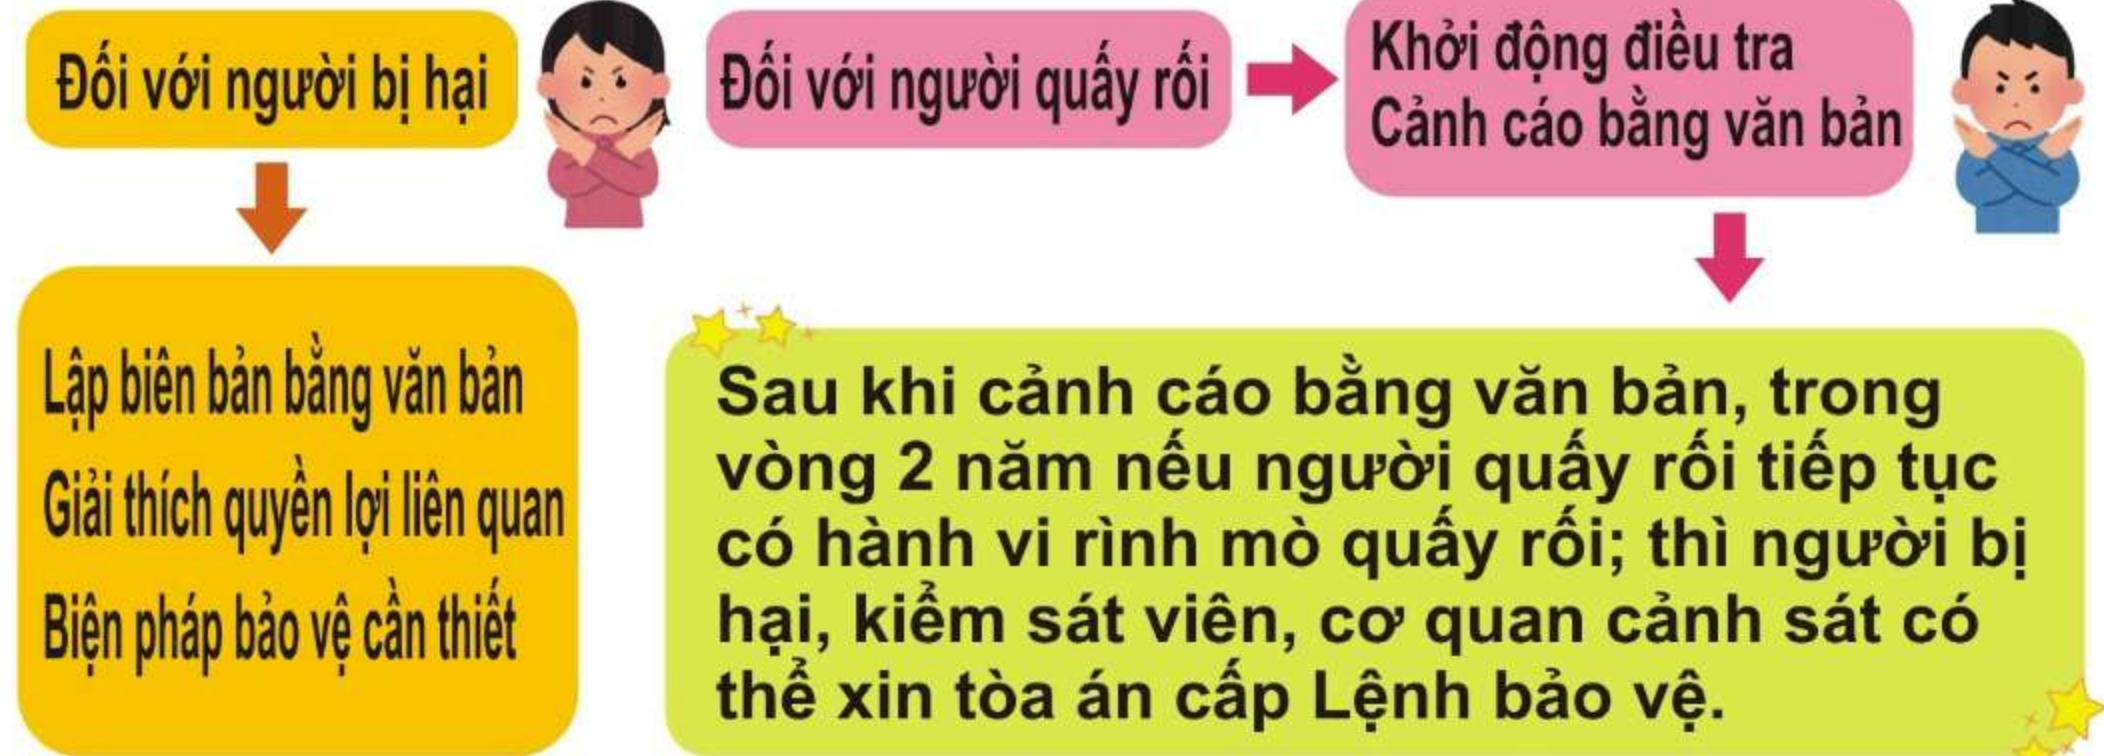 Đối với người bị hại
Lập biên bản bằng văn bản
Giải thích quyền lợi liên quan
Biện pháp bảo vệ cần thiết
Đối với người quấy rối
Khởi động điều tra
Cảnh cáo bằng văn bản
Sau khi cảnh cáo bằng văn bản, trong
vòng 2 năm nếu người quấy rối tiếp tục
có hành vi rình mò quấy rối; thì người bị
hại, kiểm sát viên, cơ quan cảnh sát có
thể xin tòa án cấp Lệnh bảo vệ.